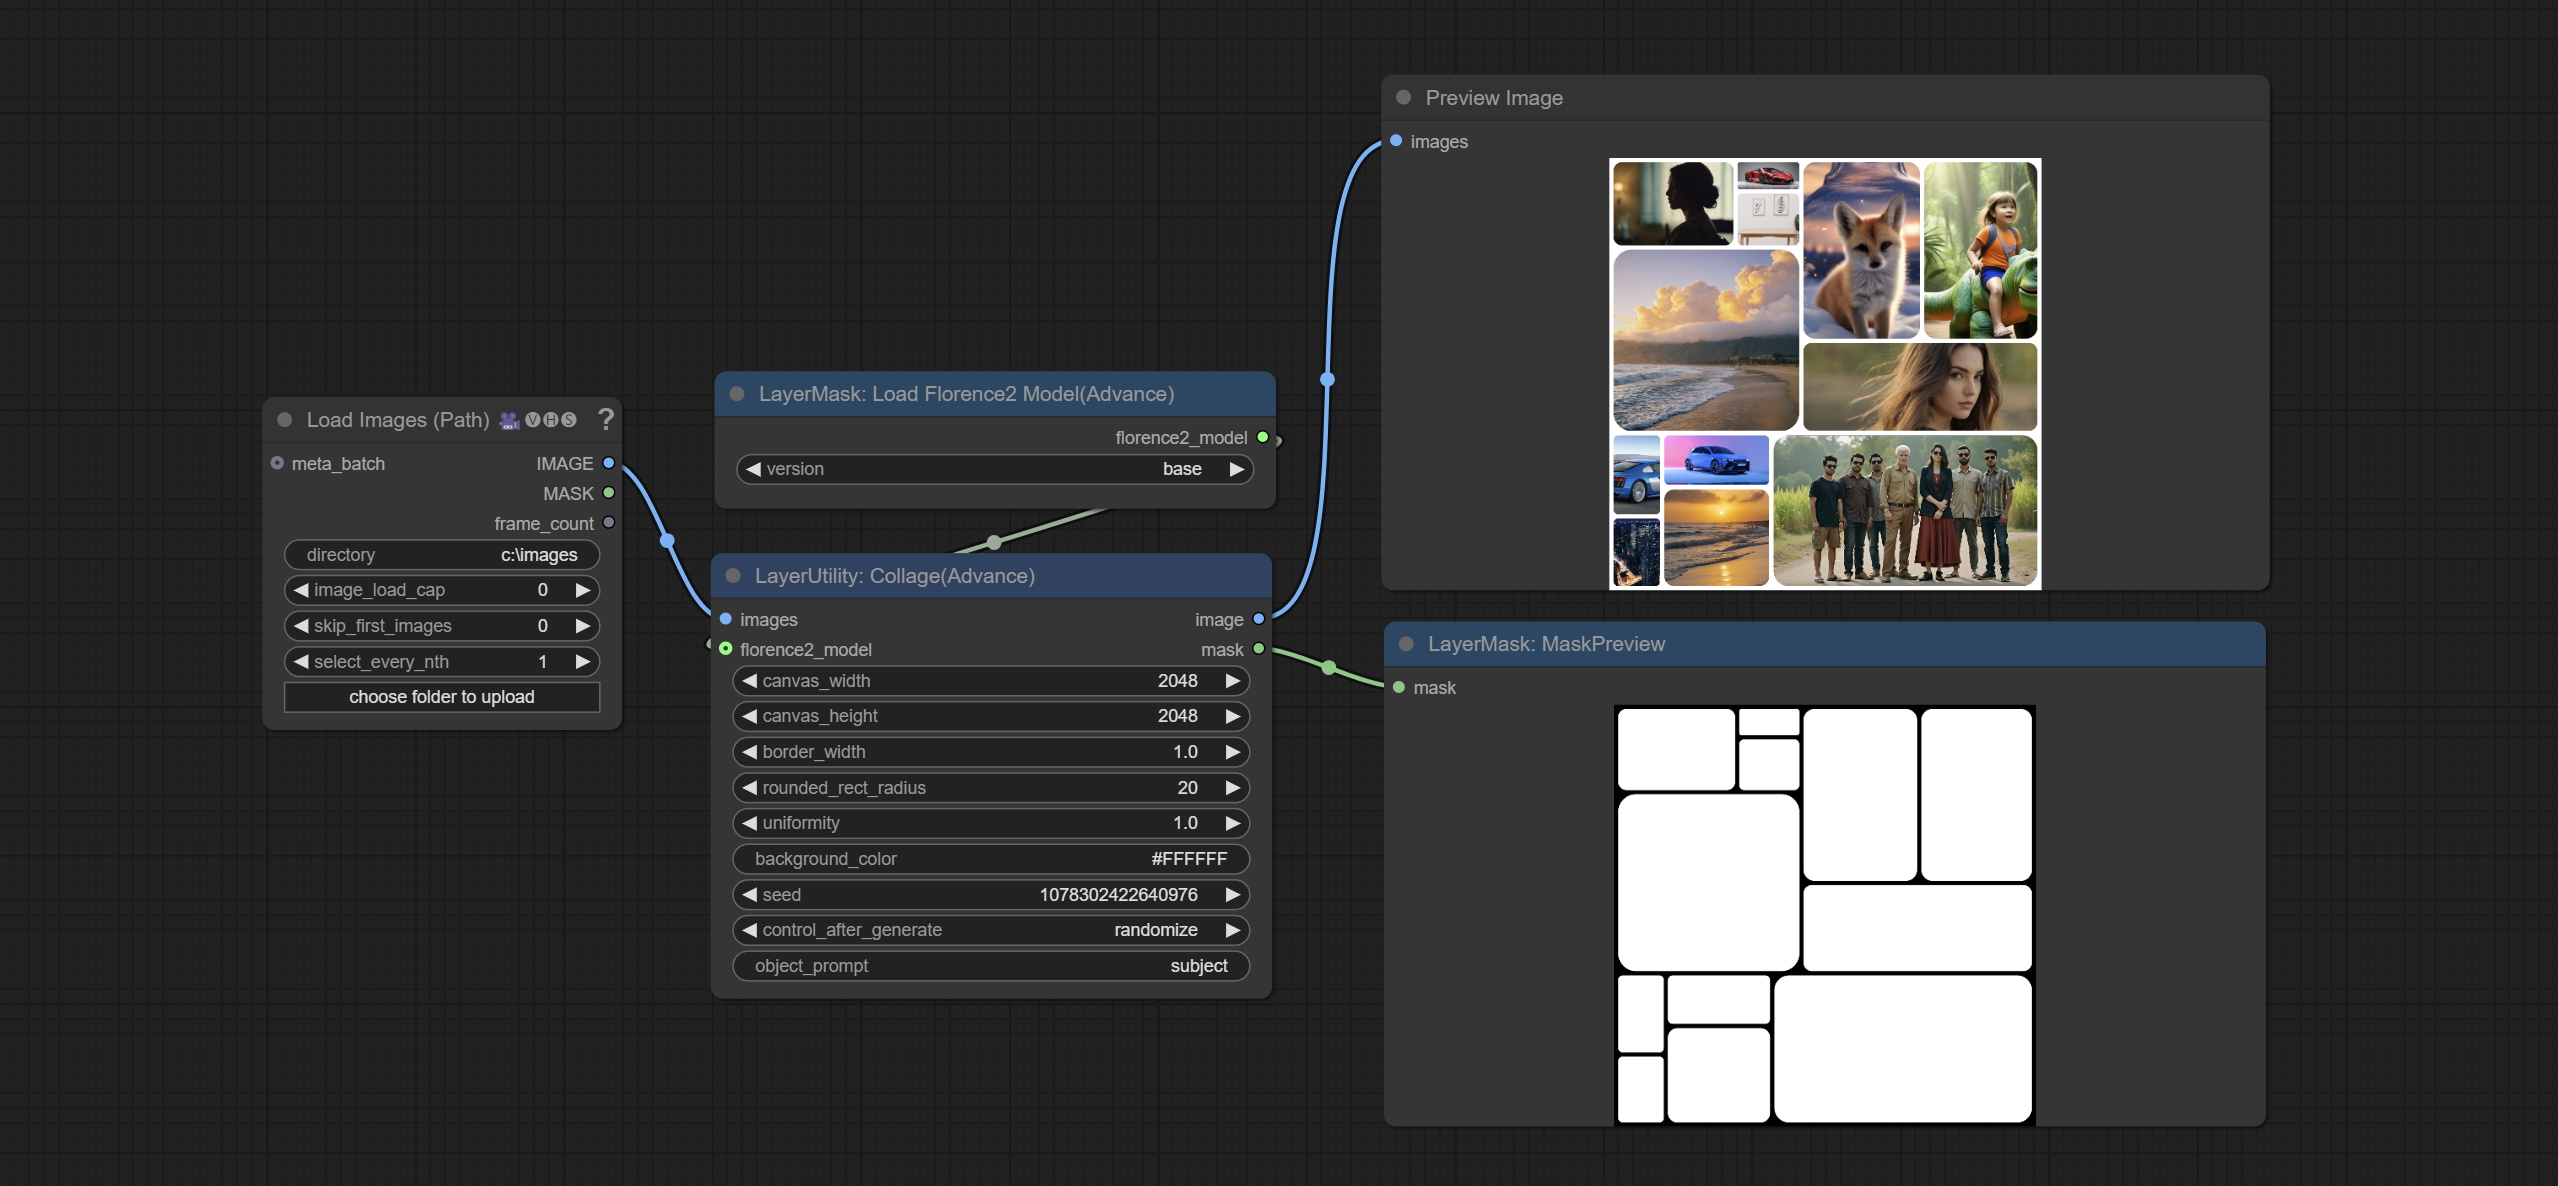 Load Images (Path) 🎥🅥🅗🅢 ?
meta_batch IMAGE
MASK
frame_count
directory c:\images
image_load_cap 0
skip_first_images 0
select_every_nth 1
choose folder to upload
LayerMask: Load Florence2 Model(Advance)
florence2_model
version base
LayerUtility: Collage(Advance)
images image
florence2_model mask
canvas_width 2048
canvas_height 2048
border_width 1.0
rounded_rect_radius 20
uniformity 1.0
background_color #FFFFFF
seed 1078302422640976
control_after_generate randomize
object_prompt subject
Preview Image
images
LayerMask: MaskPreview
mask